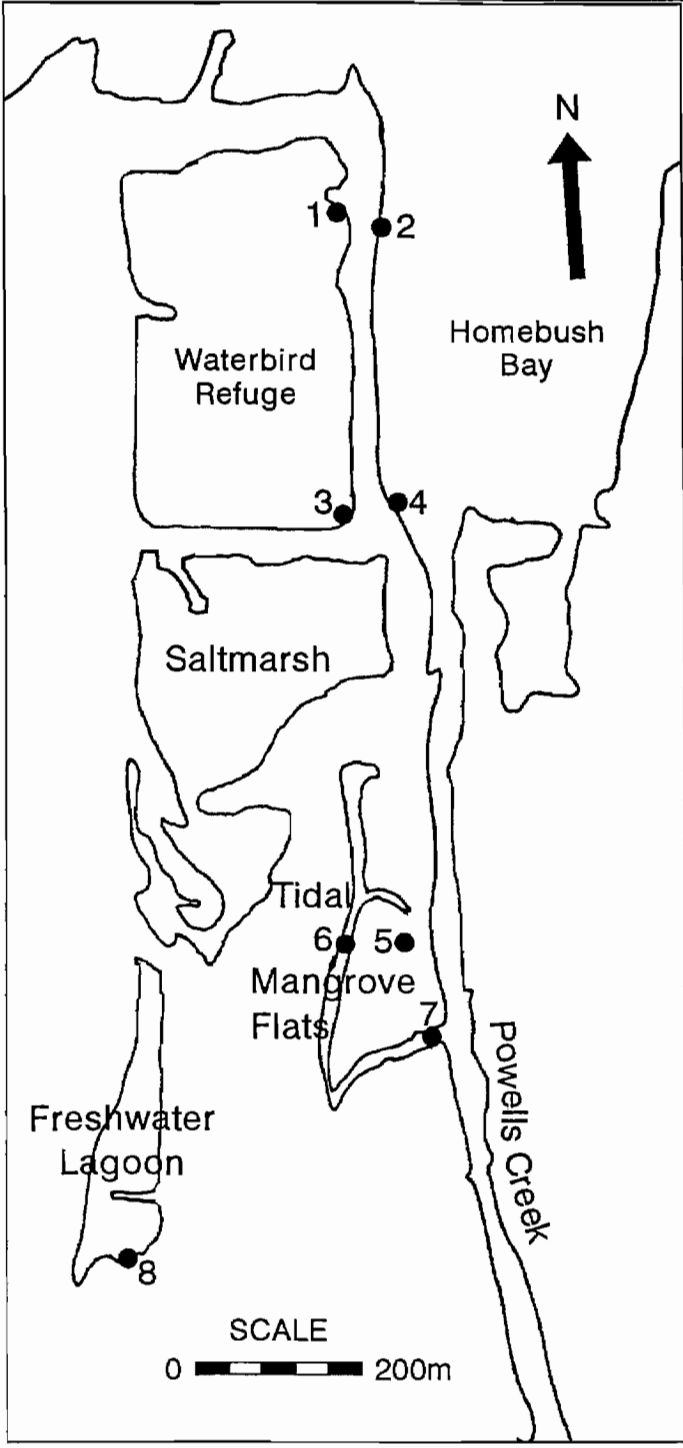 N
1
2
Homebush
Bay
Waterbird
Refuge
3
4
Saltmarsh
Tidal
6
5
Mangrove
Flats
7
Powells Creek
Freshwater
Lagoon
8
SCALE
0 200m